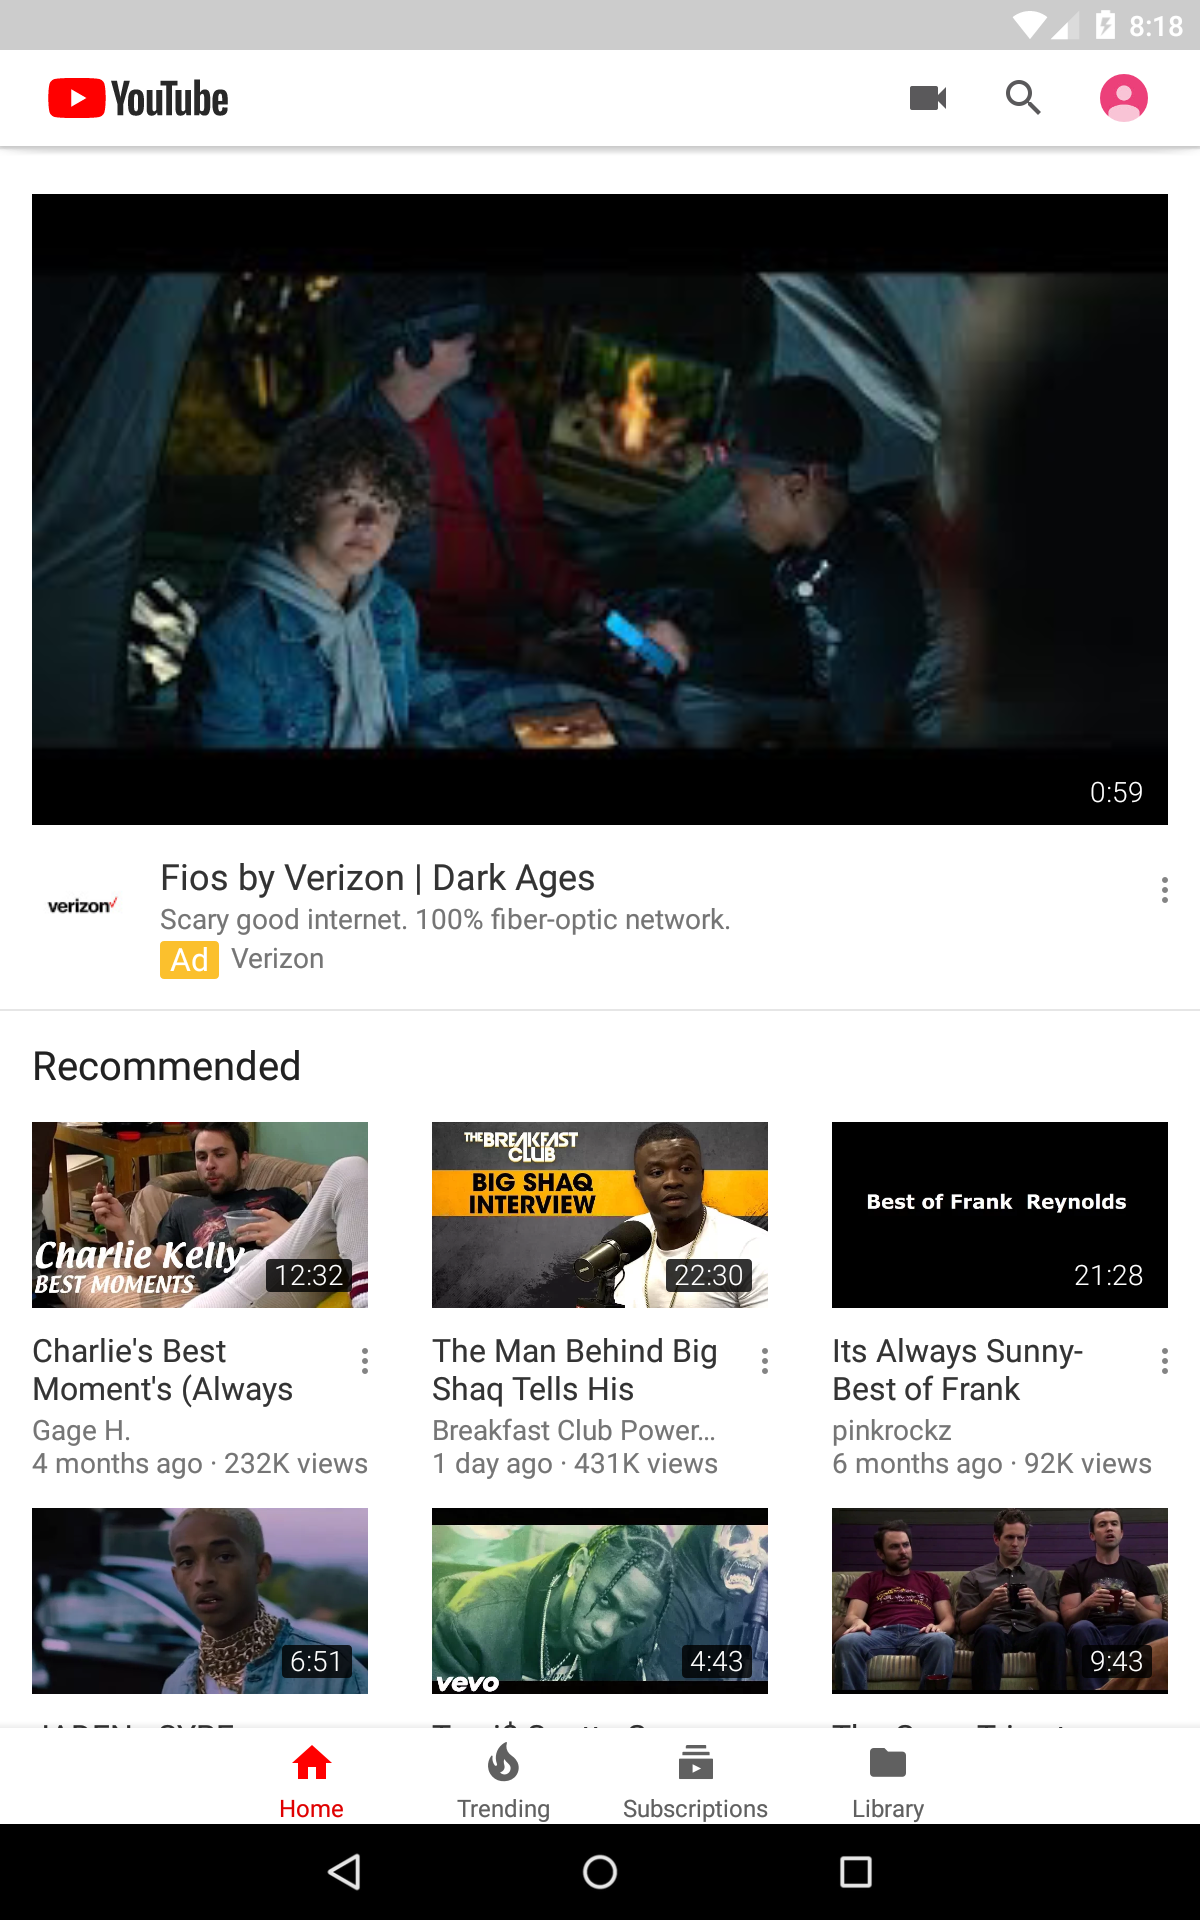 8:18
YouTube
0:59
verizon
Fios by Verizon | Dark Ages
Scary good internet. 100% fiber-optic network.
Ad Verizon
Recommended
Charlie Kelly
BEST MOMENTS
12:32
THE BREAKFAST
CLUB
BIG SHAQ
INTERVIEW
22:30
Best of Frank Reynolds
21:28
Charlie's Best
Moment's (Always
Gage H.
4 months ago · 232K views
The Man Behind Big
Shaq Tells His
Breakfast Club Power...
1 day ago · 431K views
Its Always Sunny-
Best of Frank
pinkrockz
6 months ago · 92K views
6:51
vevo
4:43
9:43
Home
Trending
Subscriptions
Library